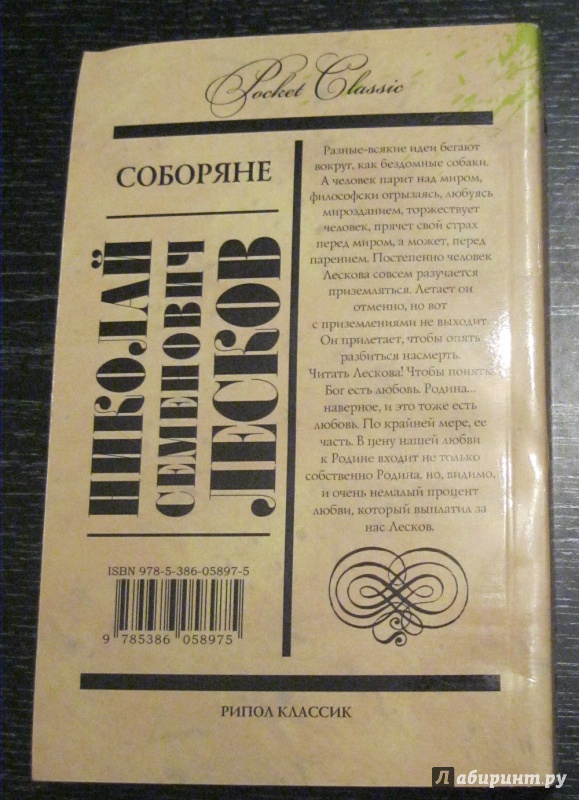 Pocket Classic
СОБОРЯНЕ
НИКОЛАЙ
СЕМЕНОВИЧ
ЛЕСКОВ
Разные-всякие идеи бегают
вокруг, как бездомные собаки.
А человек парит над миром,
философски огрызаясь, любуясь
мирозданием, торжествует
человек, прячет свой страх
перед миром, а может, перед
парением. Постепенно человек
Лескова совсем разучается
приземляться. Летает он
отменно, но вот
с приземлениями не выходит.
Он прилетает, чтобы опять
разбиться насмерть.
Читать Лескова! Чтобы понять:
Бог есть любовь. Родина...
наверное, и это тоже есть
любовь. По крайней мере, ее
часть. В цену нашей любви
к Родине входит не только
собственно Родина, но, видимо,
и очень немалый процент
любви, который выплатил за
нас Лесков.
ISBN 978-5-386-05897-5
9 785386 058975
РИПОЛ КЛАССИК
Лабиринт.ру